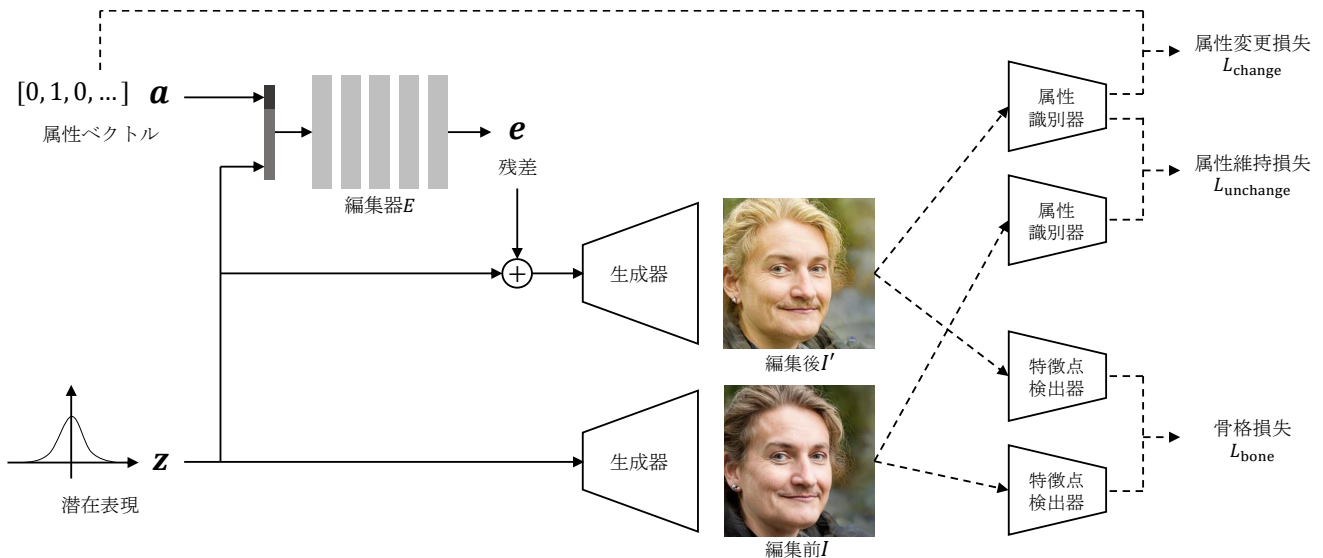 [0, 1, 0, …] a
属性ベクトル
編集器E
e
残差
+
生成器
編集後I′
z
潜在表現
生成器
編集前I
属性
識別器
属性
識別器
特徴点
検出器
特徴点
検出器
属性変更損失
L_change
属性維持損失
L_unchange
骨格損失
L_bone